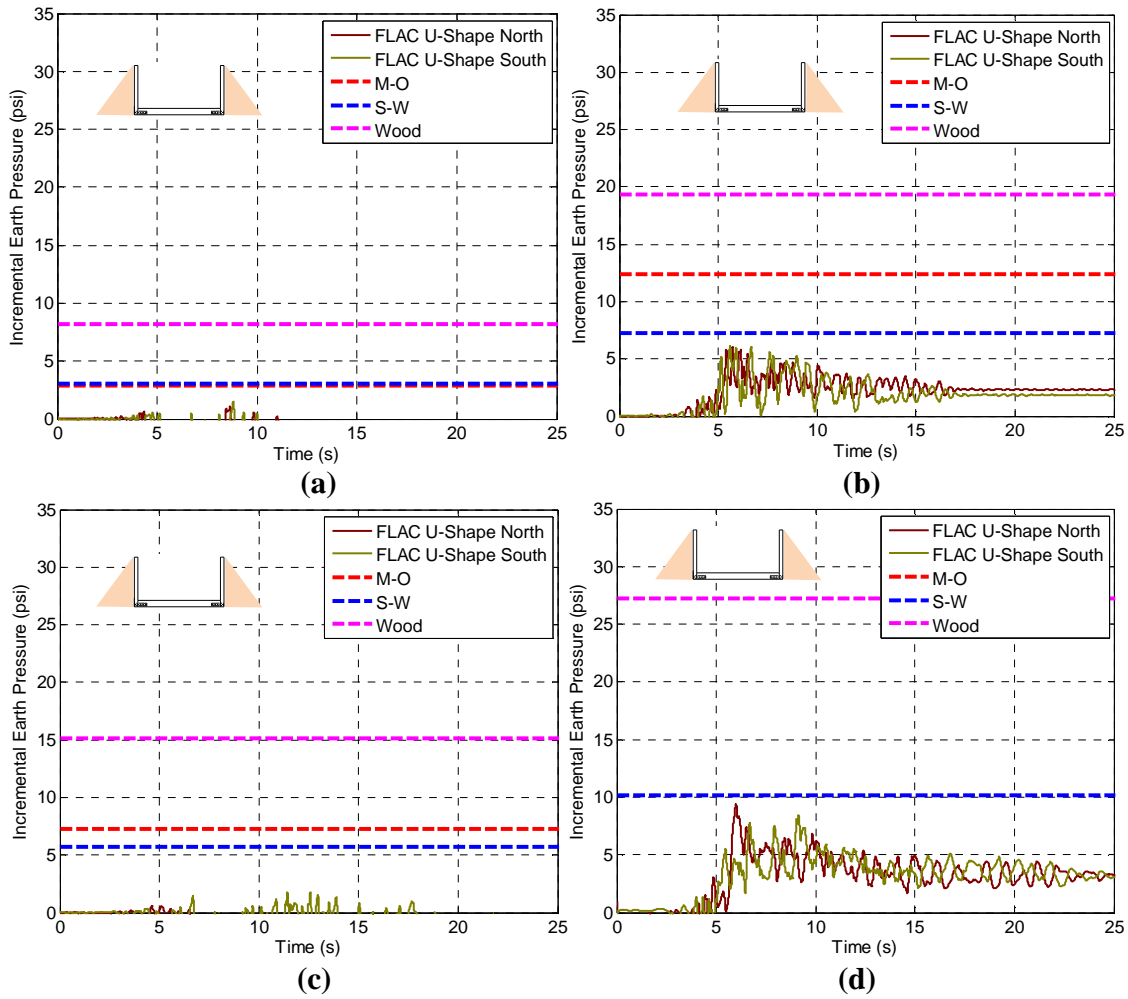 35
30
25
20
15
10
5
0
Incremental Earth Pressure (psi)
FLAC U-Shape North
FLAC U-Shape South
M-O
S-W
Wood
0 5 10 15 20 25
Time (s)
(a)
35
30
25
20
15
10
5
0
Incremental Earth Pressure (psi)
FLAC U-Shape North
FLAC U-Shape South
M-O
S-W
Wood
0 5 10 15 20 25
Time (s)
(b)
35
30
25
20
15
10
5
0
Incremental Earth Pressure (psi)
FLAC U-Shape North
FLAC U-Shape South
M-O
S-W
Wood
0 5 10 15 20 25
Time (s)
(c)
35
30
25
20
15
10
5
0
Incremental Earth Pressure (psi)
FLAC U-Shape North
FLAC U-Shape South
M-O
S-W
Wood
0 5 10 15 20 25
Time (s)
(d)